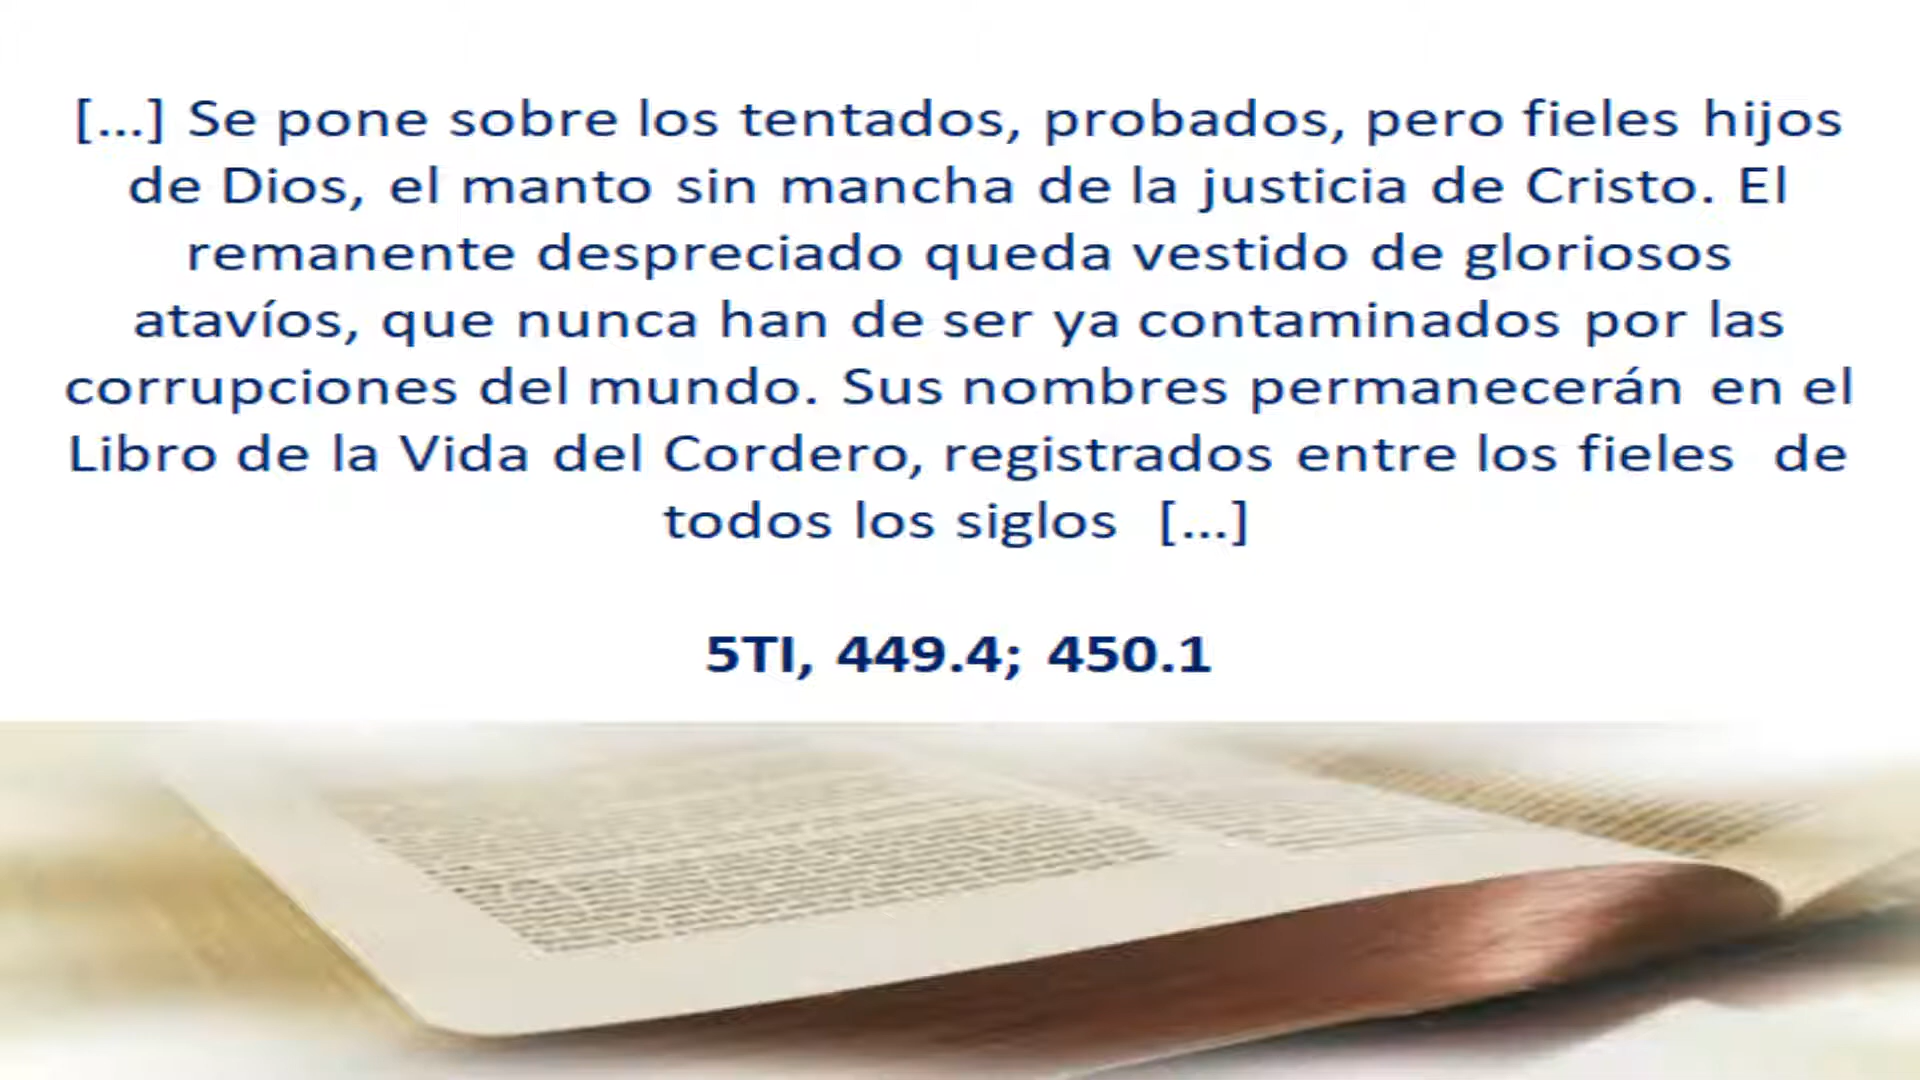 [...] Se pone sobre los tentados, probados, pero fieles hijos
de Dios, el manto sin mancha de la justicia de Cristo. El
remanente despreciado queda vestido de gloriosos
atavíos, que nunca han de ser ya contaminados por las
corrupciones del mundo. Sus nombres permanecerán en el
Libro de la Vida del Cordero, registrados entre los fieles de
todos los siglos [...]
5TI, 449.4; 450.1